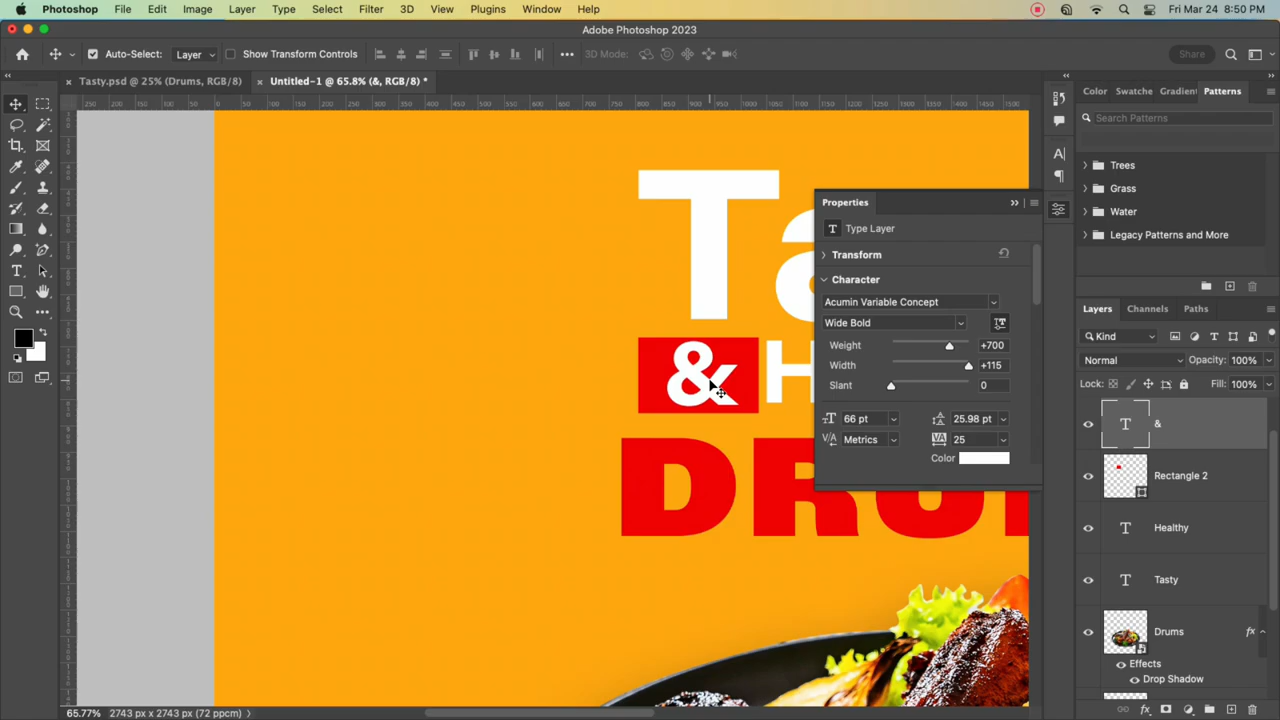 Photoshop File Edit Image Layer Type Select Filter 3D View Plugins Window Help Fri Mar 24 8:50 PM
Adobe Photoshop 2023
Auto-Select: Layer Show Transform Controls 3D Mode: Share
Tasty.psd @ 25% (Drums, RGB/8) Untitled-1 @ 65.8% (&, RGB/8) *
Color Swatche Gradient Patterns
Search Patterns
Trees
Grass
Water
Legacy Patterns and More
Ta
& H
DRU
Properties
Type Layer
Transform
Character
Acumin Variable Concept
Wide Bold
Weight +700
Width +115
Slant 0
66 pt 25.98 pt
Metrics 25
Color
Layers Channels Paths
Kind
Normal Opacity: 100%
Lock: Fill: 100%
T &
Rectangle 2
T Healthy
T Tasty
Drums fx
Effects
Drop Shadow
65.77% 2743 px x 2743 px (72 ppcm)